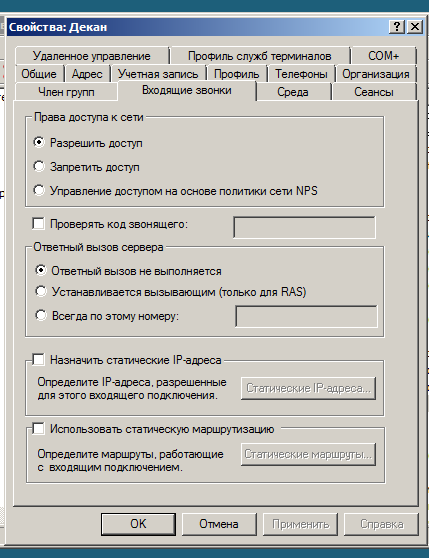 Свойства: Декан
Удаленное управление Профиль служб терминалов COM+
Общие Адрес Учетная запись Профиль Телефоны Организация
Член групп Входящие звонки Среда Сеансы
Права доступа к сети
Разрешить доступ
Запретить доступ
Управление доступом на основе политики сети NPS
Проверять код звонящего:
Ответный вызов сервера
Ответный вызов не выполняется
Устанавливается вызывающим (только для RAS)
Всегда по этому номеру:
Назначить статические IP-адреса
Определите IP-адреса, разрешенные
для этого входящего подключения.
Статические IP-адреса...
Использовать статическую маршрутизацию
Определите маршруты, работающие
с входящим подключением.
Статические маршруты...
OK Отмена Применить Справка